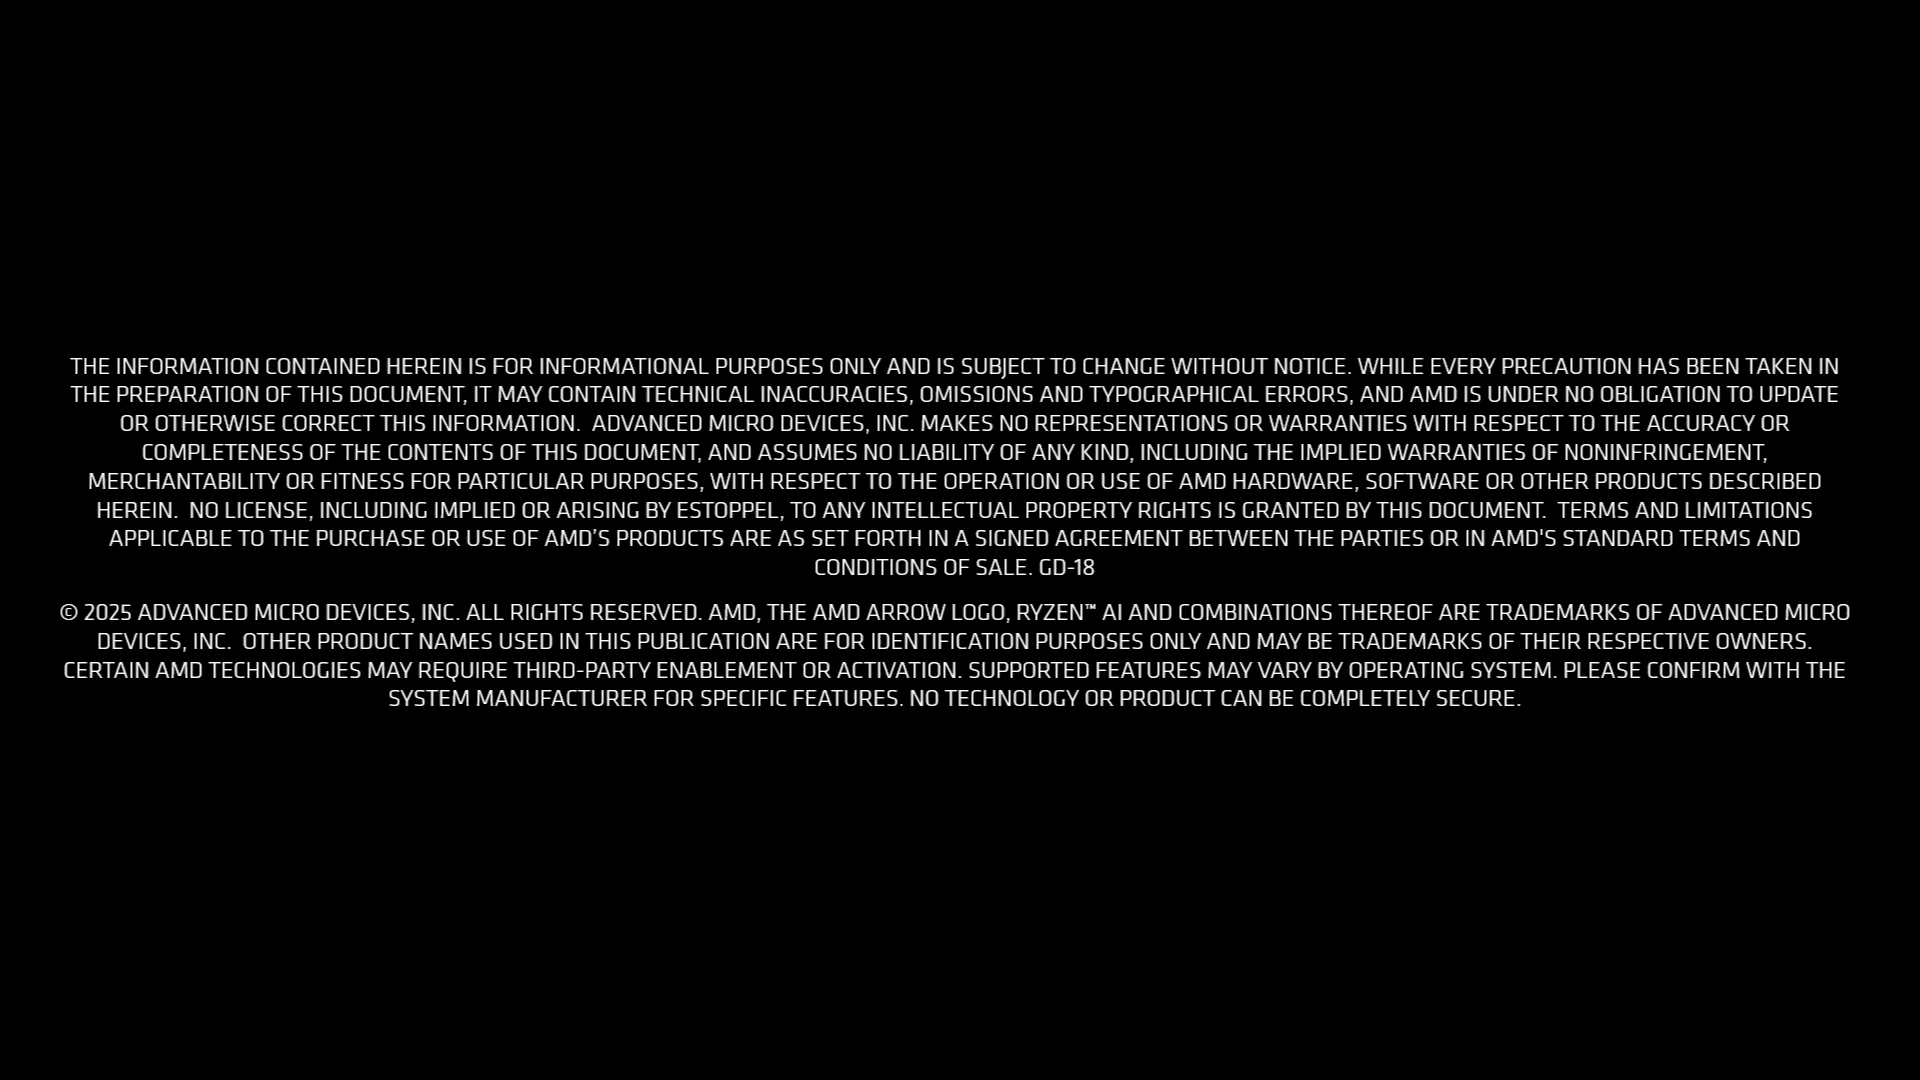 THE INFORMATION CONTAINED HEREIN IS FOR INFORMATIONAL PURPOSES ONLY AND IS SUBJECT TO CHANGE WITHOUT NOTICE. WHILE EVERY PRECAUTION HAS BEEN TAKEN IN
THE PREPARATION OF THIS DOCUMENT, IT MAY CONTAIN TECHNICAL INACCURACIES, OMISSIONS AND TYPOGRAPHICAL ERRORS, AND AMD IS UNDER NO OBLIGATION TO UPDATE
OR OTHERWISE CORRECT THIS INFORMATION.  ADVANCED MICRO DEVICES, INC. MAKES NO REPRESENTATIONS OR WARRANTIES WITH RESPECT TO THE ACCURACY OR
COMPLETENESS OF THE CONTENTS OF THIS DOCUMENT, AND ASSUMES NO LIABILITY OF ANY KIND, INCLUDING THE IMPLIED WARRANTIES OF NONINFRINGEMENT,
MERCHANTABILITY OR FITNESS FOR PARTICULAR PURPOSES, WITH RESPECT TO THE OPERATION OR USE OF AMD HARDWARE, SOFTWARE OR OTHER PRODUCTS DESCRIBED
HEREIN.  NO LICENSE, INCLUDING IMPLIED OR ARISING BY ESTOPPEL, TO ANY INTELLECTUAL PROPERTY RIGHTS IS GRANTED BY THIS DOCUMENT.  TERMS AND LIMITATIONS
APPLICABLE TO THE PURCHASE OR USE OF AMD’S PRODUCTS ARE AS SET FORTH IN A SIGNED AGREEMENT BETWEEN THE PARTIES OR IN AMD'S STANDARD TERMS AND
CONDITIONS OF SALE. GD-18
© 2025 ADVANCED MICRO DEVICES, INC. ALL RIGHTS RESERVED. AMD, THE AMD ARROW LOGO, RYZEN™ AI AND COMBINATIONS THEREOF ARE TRADEMARKS OF ADVANCED MICRO
DEVICES, INC.  OTHER PRODUCT NAMES USED IN THIS PUBLICATION ARE FOR IDENTIFICATION PURPOSES ONLY AND MAY BE TRADEMARKS OF THEIR RESPECTIVE OWNERS.
CERTAIN AMD TECHNOLOGIES MAY REQUIRE THIRD-PARTY ENABLEMENT OR ACTIVATION. SUPPORTED FEATURES MAY VARY BY OPERATING SYSTEM. PLEASE CONFIRM WITH THE
SYSTEM MANUFACTURER FOR SPECIFIC FEATURES. NO TECHNOLOGY OR PRODUCT CAN BE COMPLETELY SECURE.